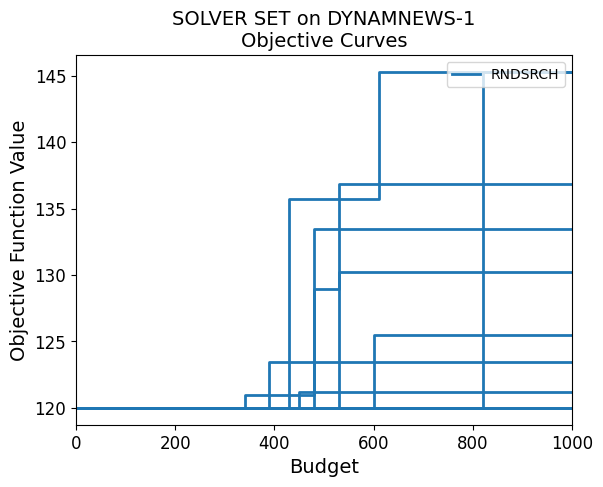 SOLVER SET on DYNAMNEWS-1
Objective Curves
RNDSRCH
Objective Function Value
145
140
135
130
125
120
0 200 400 600 800 1000
Budget